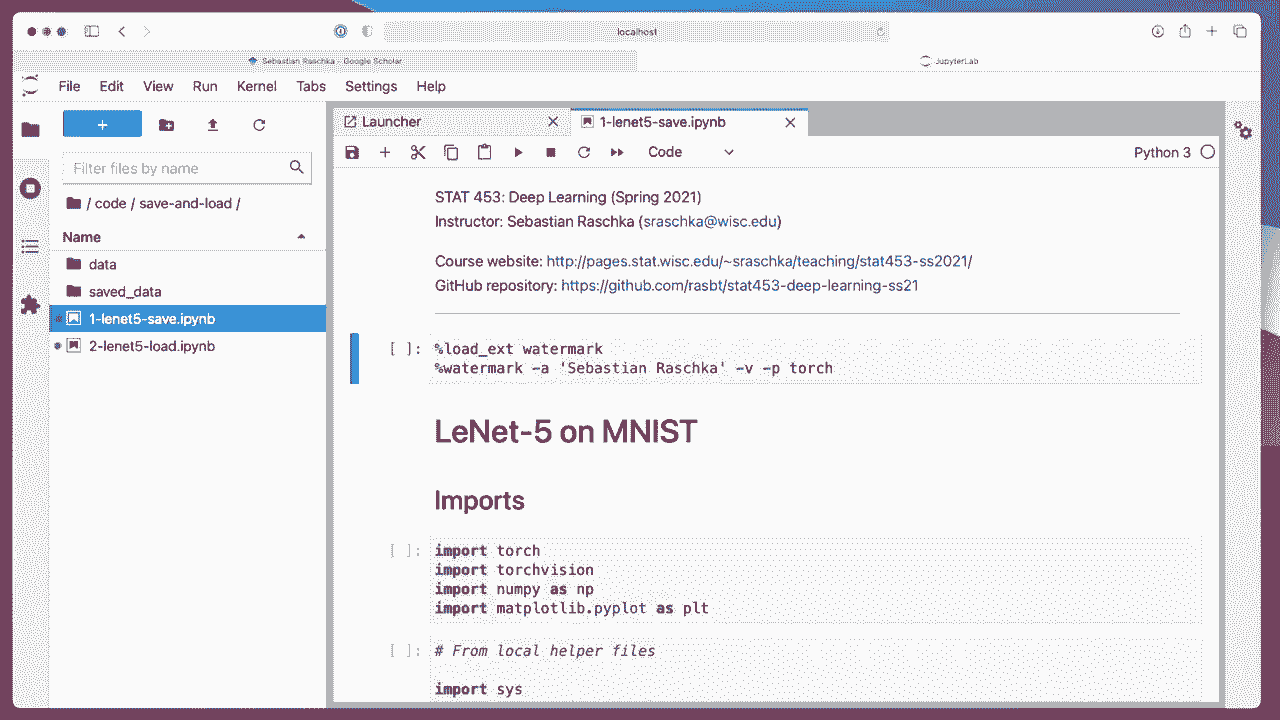 localhost
Sebastian Raschka - Google Scholar
JupyterLab
File Edit View Run Kernel Tabs Settings Help
Launcher
1-lenet5-save.ipynb
Code
Python 3
Filter files by name
/ code / save-and-load /
Name
data
saved_data
1-lenet5-save.ipynb
2-lenet5-load.ipynb
STAT 453: Deep Learning (Spring 2021)
Instructor: Sebastian Raschka (sraschka@wisc.edu)
Course website: http://pages.stat.wisc.edu/~sraschka/teaching/stat453-ss2021/
GitHub repository: https://github.com/rasbt/stat453-deep-learning-ss21
[ ]: %load_ext watermark
%watermark -a 'Sebastian Raschka' -v -p torch
LeNet-5 on MNIST
Imports
[ ]: import torch
import torchvision
import numpy as np
import matplotlib.pyplot as plt
[ ]: # From local helper files
import sys